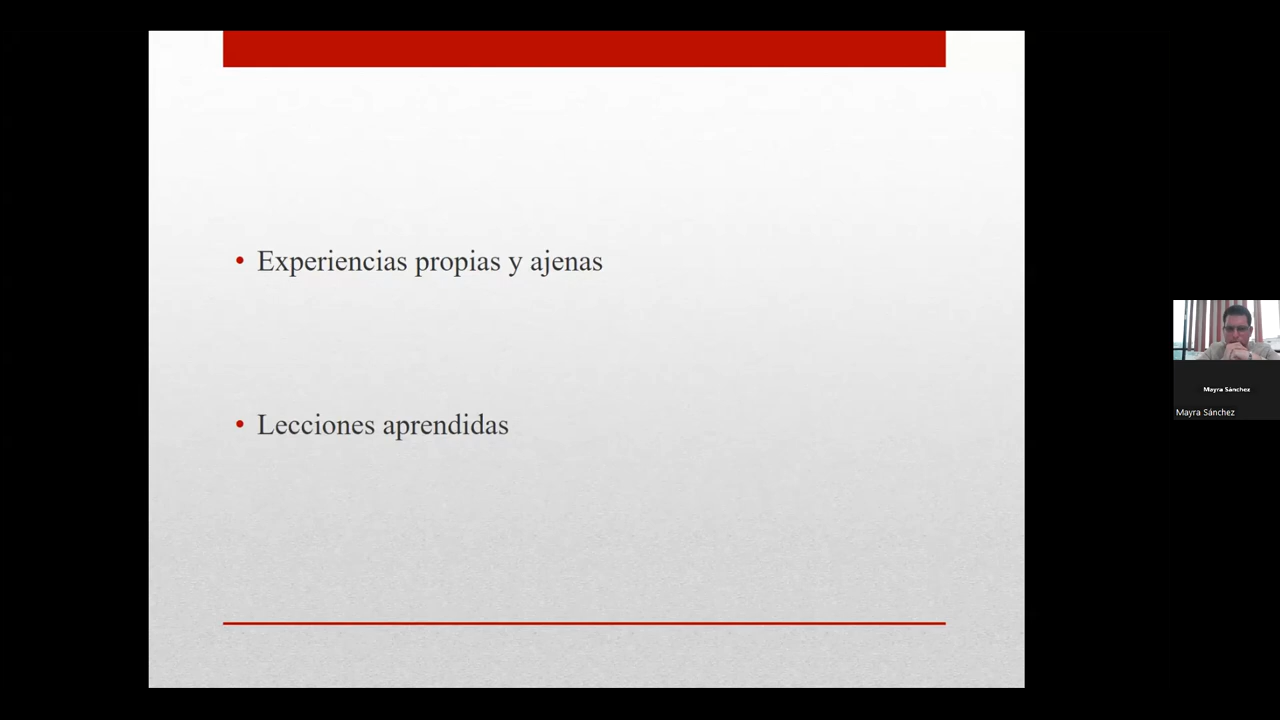 • Experiencias propias y ajenas
• Lecciones aprendidas
Mayra Sánchez
Mayra Sánchez